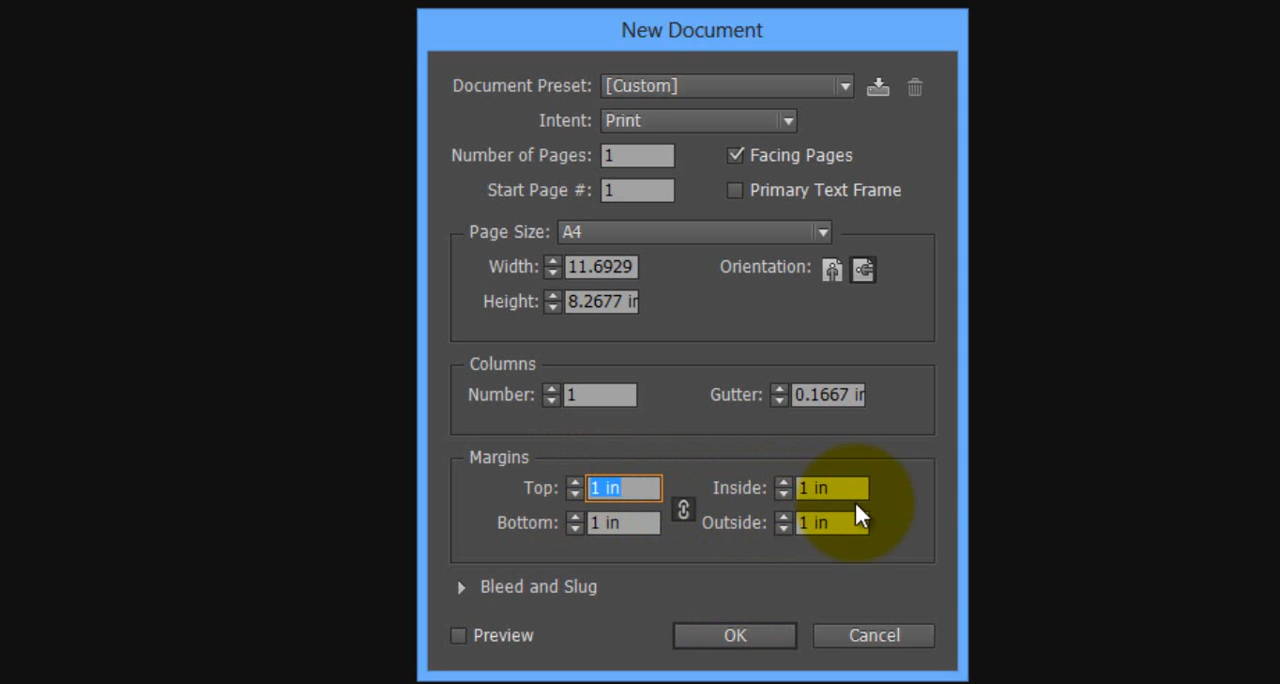 New Document
Document Preset: [Custom]
Intent: Print
Number of Pages: 1 Facing Pages
Start Page #: 1 Primary Text Frame
Page Size: A4
Width: 11.6929 Orientation:
Height: 8.2677 in
Columns
Number: 1 Gutter: 0.1667 in
Margins
Top: 1 in Inside: 1 in
Bottom: 1 in Outside: 1 in
Bleed and Slug
Preview OK Cancel